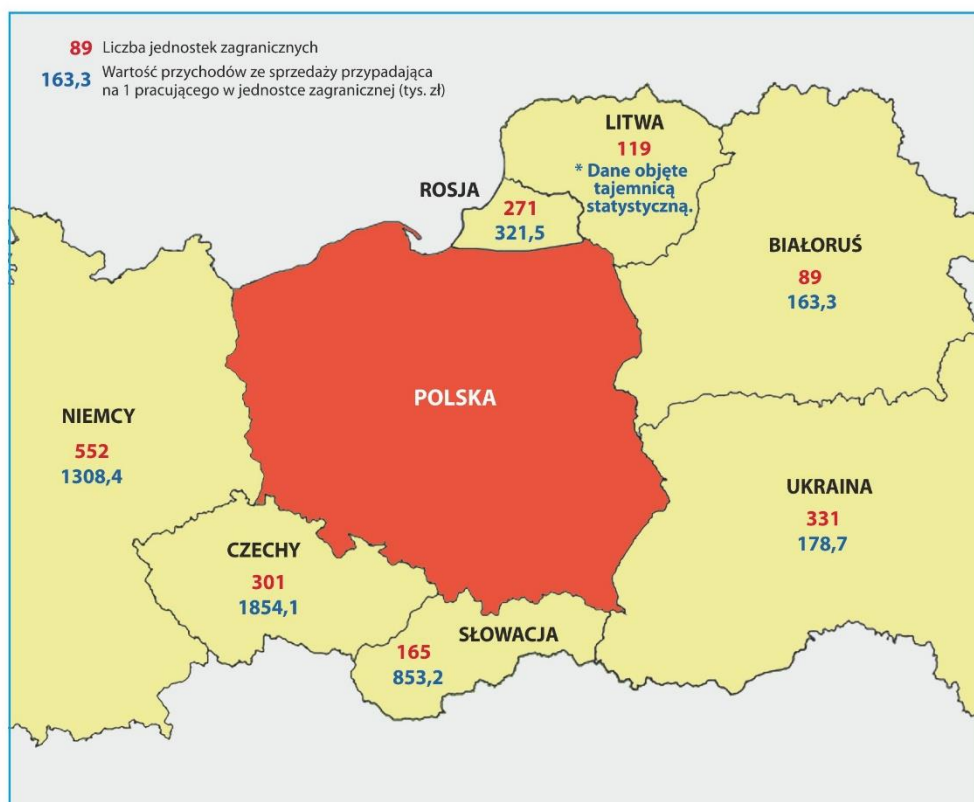 89 Liczba jednostek zagranicznych
163,3 Wartość przychodów ze sprzedaży przypadająca
na 1 pracującego w jednostce zagranicznej (tys. zł)
LITWA
119
* Dane objęte
tajemnicą
statystyczną.
ROSJA
271
321,5
BIAŁORUŚ
89
163,3
POLSKA
NIEMCY
552
1308,4
UKRAINA
331
178,7
CZECHY
301
1854,1
SŁOWACJA
165
853,2